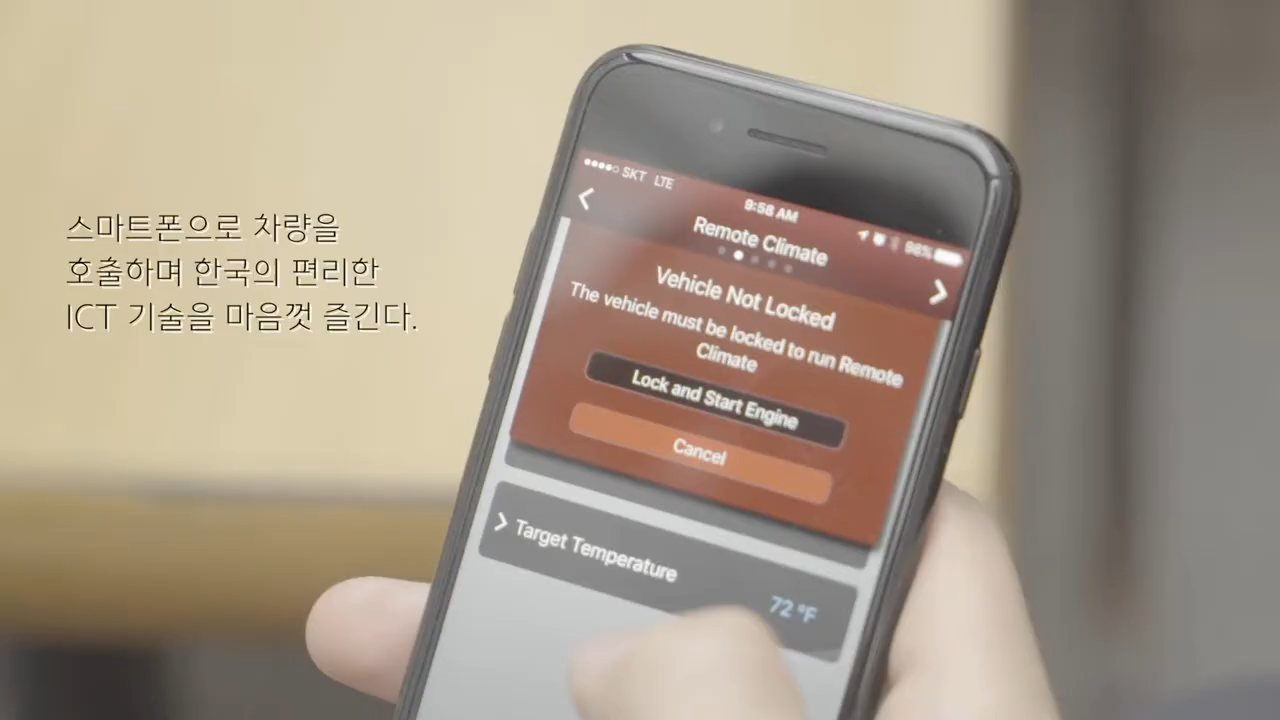 스마트폰으로 차량을
호출하며 한국의 편리한
ICT 기술을 마음껏 즐긴다.
SKT LTE
9:58 AM
98%
Remote Climate
Vehicle Not Locked
The vehicle must be locked to run Remote
Climate
Lock and Start Engine
Cancel
Target Temperature
72 °F